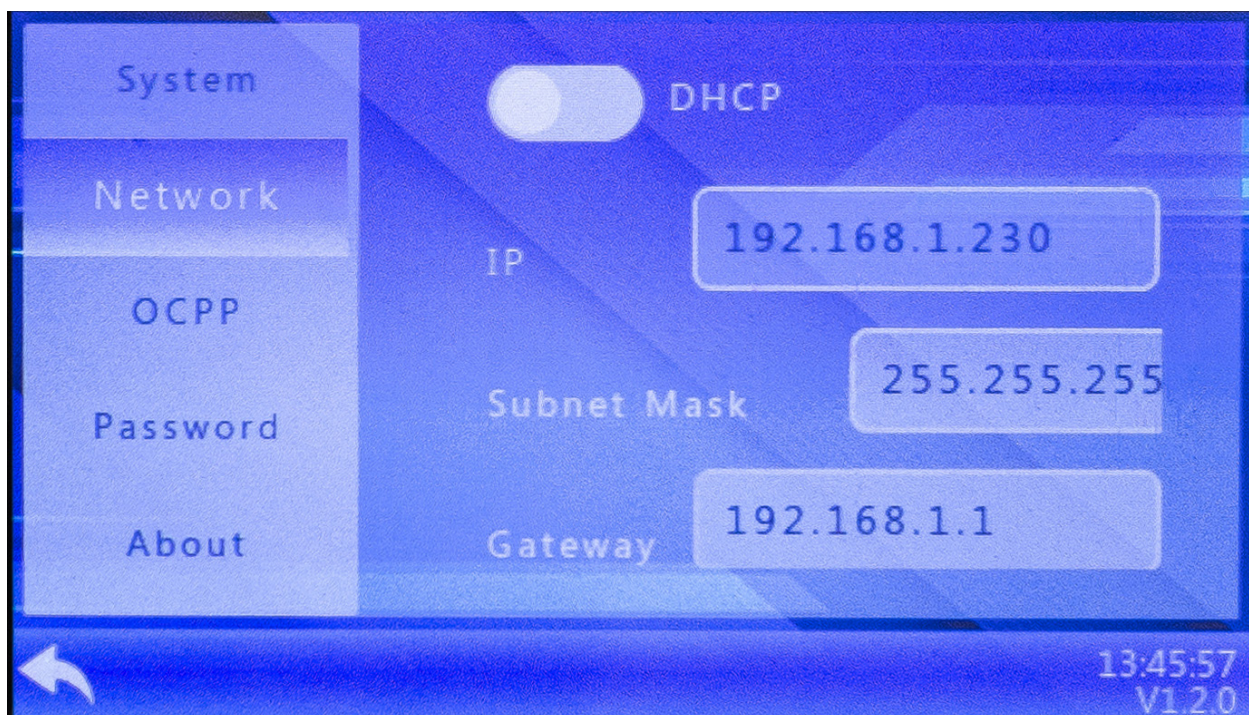 System
Network
OCPP
Password
About
DHCP
IP
192.168.1.230
Subnet Mask
255.255.255
Gateway
192.168.1.1
13:45:57
V1.2.0